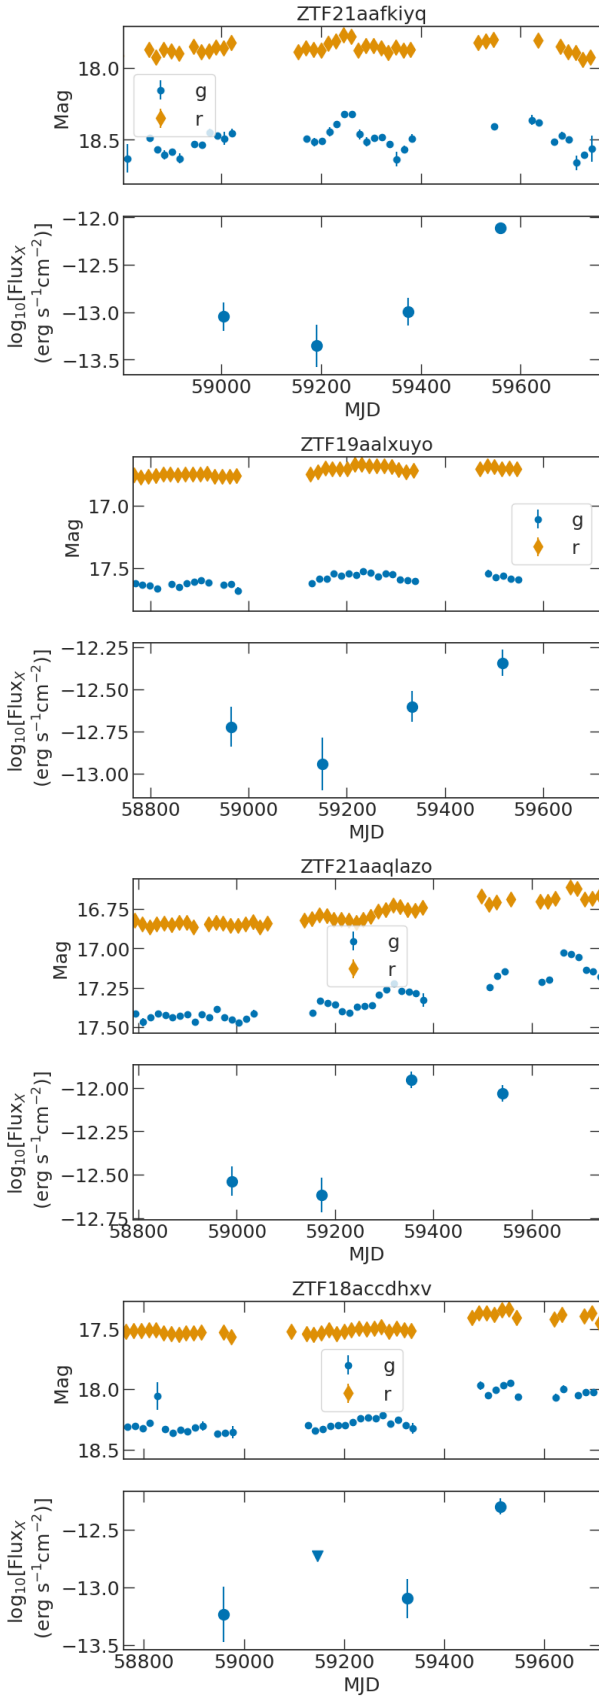 ZTF21aafkiyq
18.0
18.5
Mag
g
r
−12.0
−12.5
−13.0
−13.5
log₁₀[Flux_X]
(erg s⁻¹cm⁻²)]
59000 59200 59400 59600
MJD
ZTF19aalxuyo
17.0
17.5
Mag
g
r
−12.25
−12.50
−12.75
−13.00
log₁₀[Flux_X]
(erg s⁻¹cm⁻²)]
58800 59000 59200 59400 59600
MJD
ZTF21aaqlazo
16.75
17.00
17.25
17.50
Mag
g
r
−12.00
−12.25
−12.50
−12.75
log₁₀[Flux_X]
(erg s⁻¹cm⁻²)]
58800 59000 59200 59400 59600
MJD
ZTF18accdhxv
17.5
18.0
18.5
Mag
g
r
−12.5
−13.0
−13.5
log₁₀[Flux_X]
(erg s⁻¹cm⁻²)]
58800 59000 59200 59400 59600
MJD